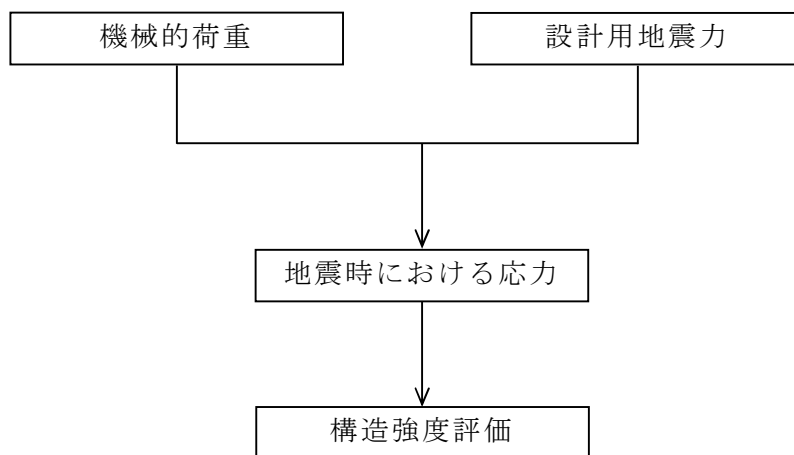 機械的荷重
設計用地震力
地震時における応力
構造強度評価